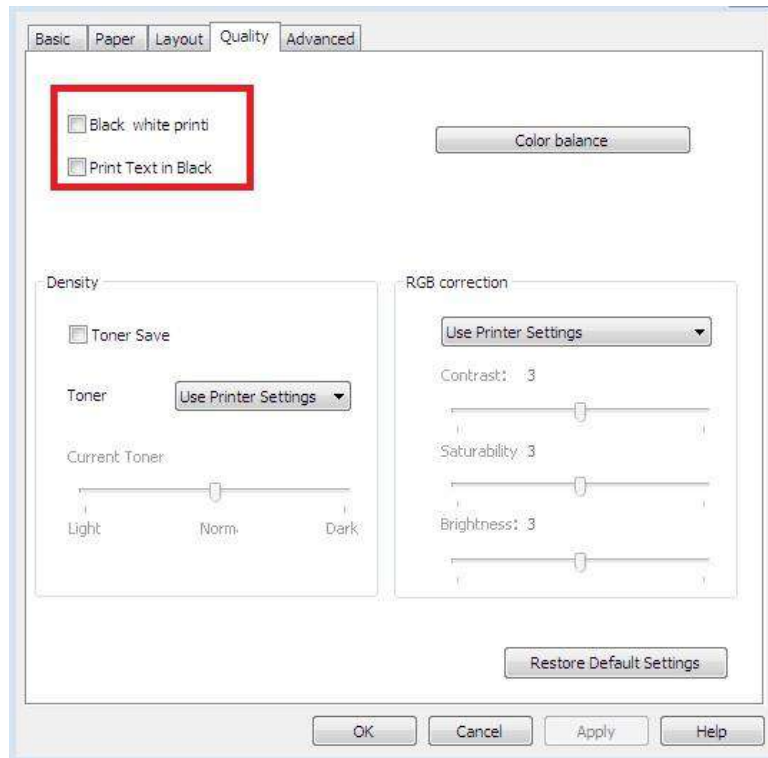 Basic Paper Layout Quality Advanced
Black white printi
Color balance
Print Text in Black
Density
RGB correction
Toner Save
Use Printer Settings
Contrast: 3
Toner Use Printer Settings
Current Toner
Saturability 3
Light Norm. Dark
Brightness: 3
Restore Default Settings
OK Cancel Apply Help